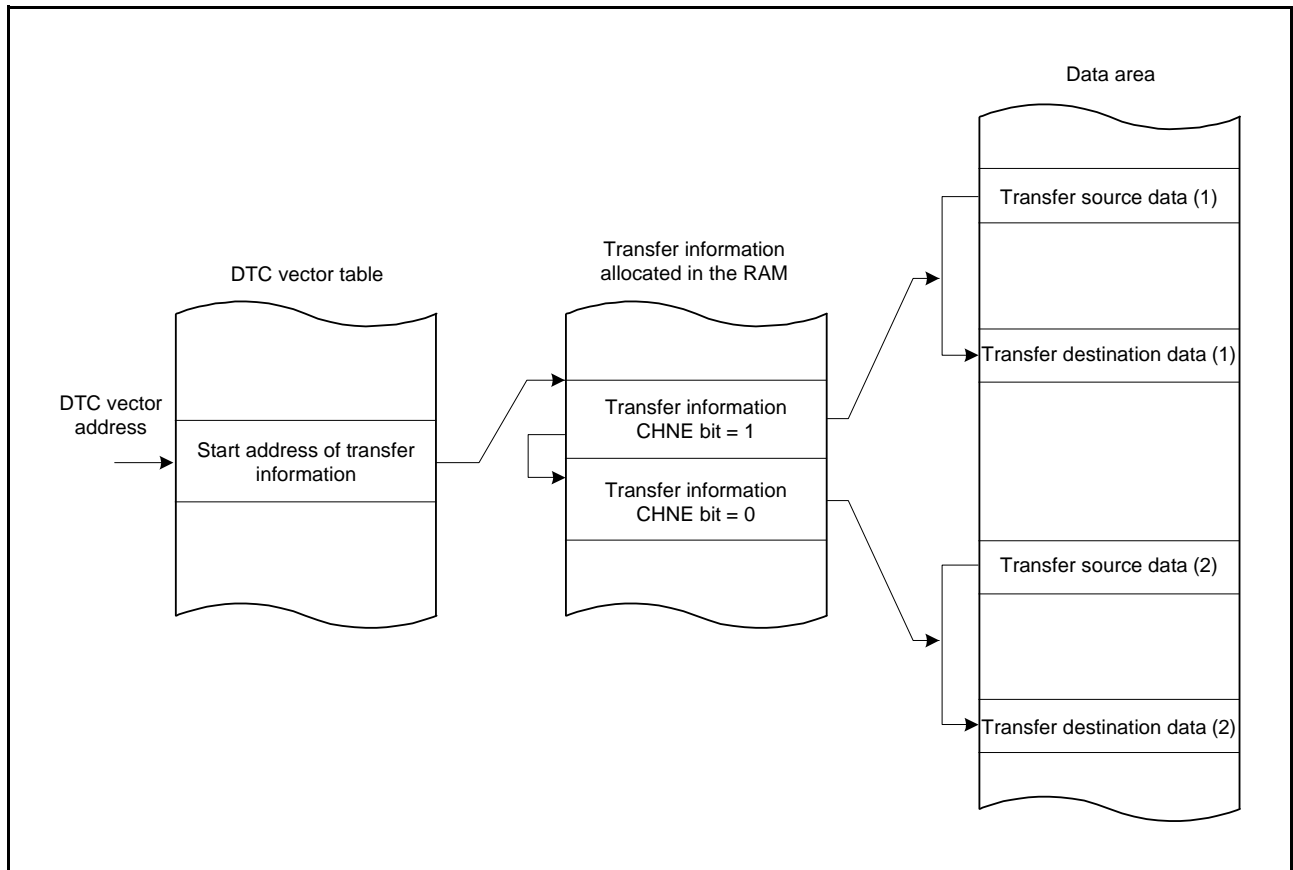 Data area
Transfer source data (1)
Transfer information
allocated in the RAM
DTC vector table
Transfer destination data (1)
DTC vector
address
Transfer information
CHNE bit = 1
Start address of transfer
information
Transfer information
CHNE bit = 0
Transfer source data (2)
Transfer destination data (2)